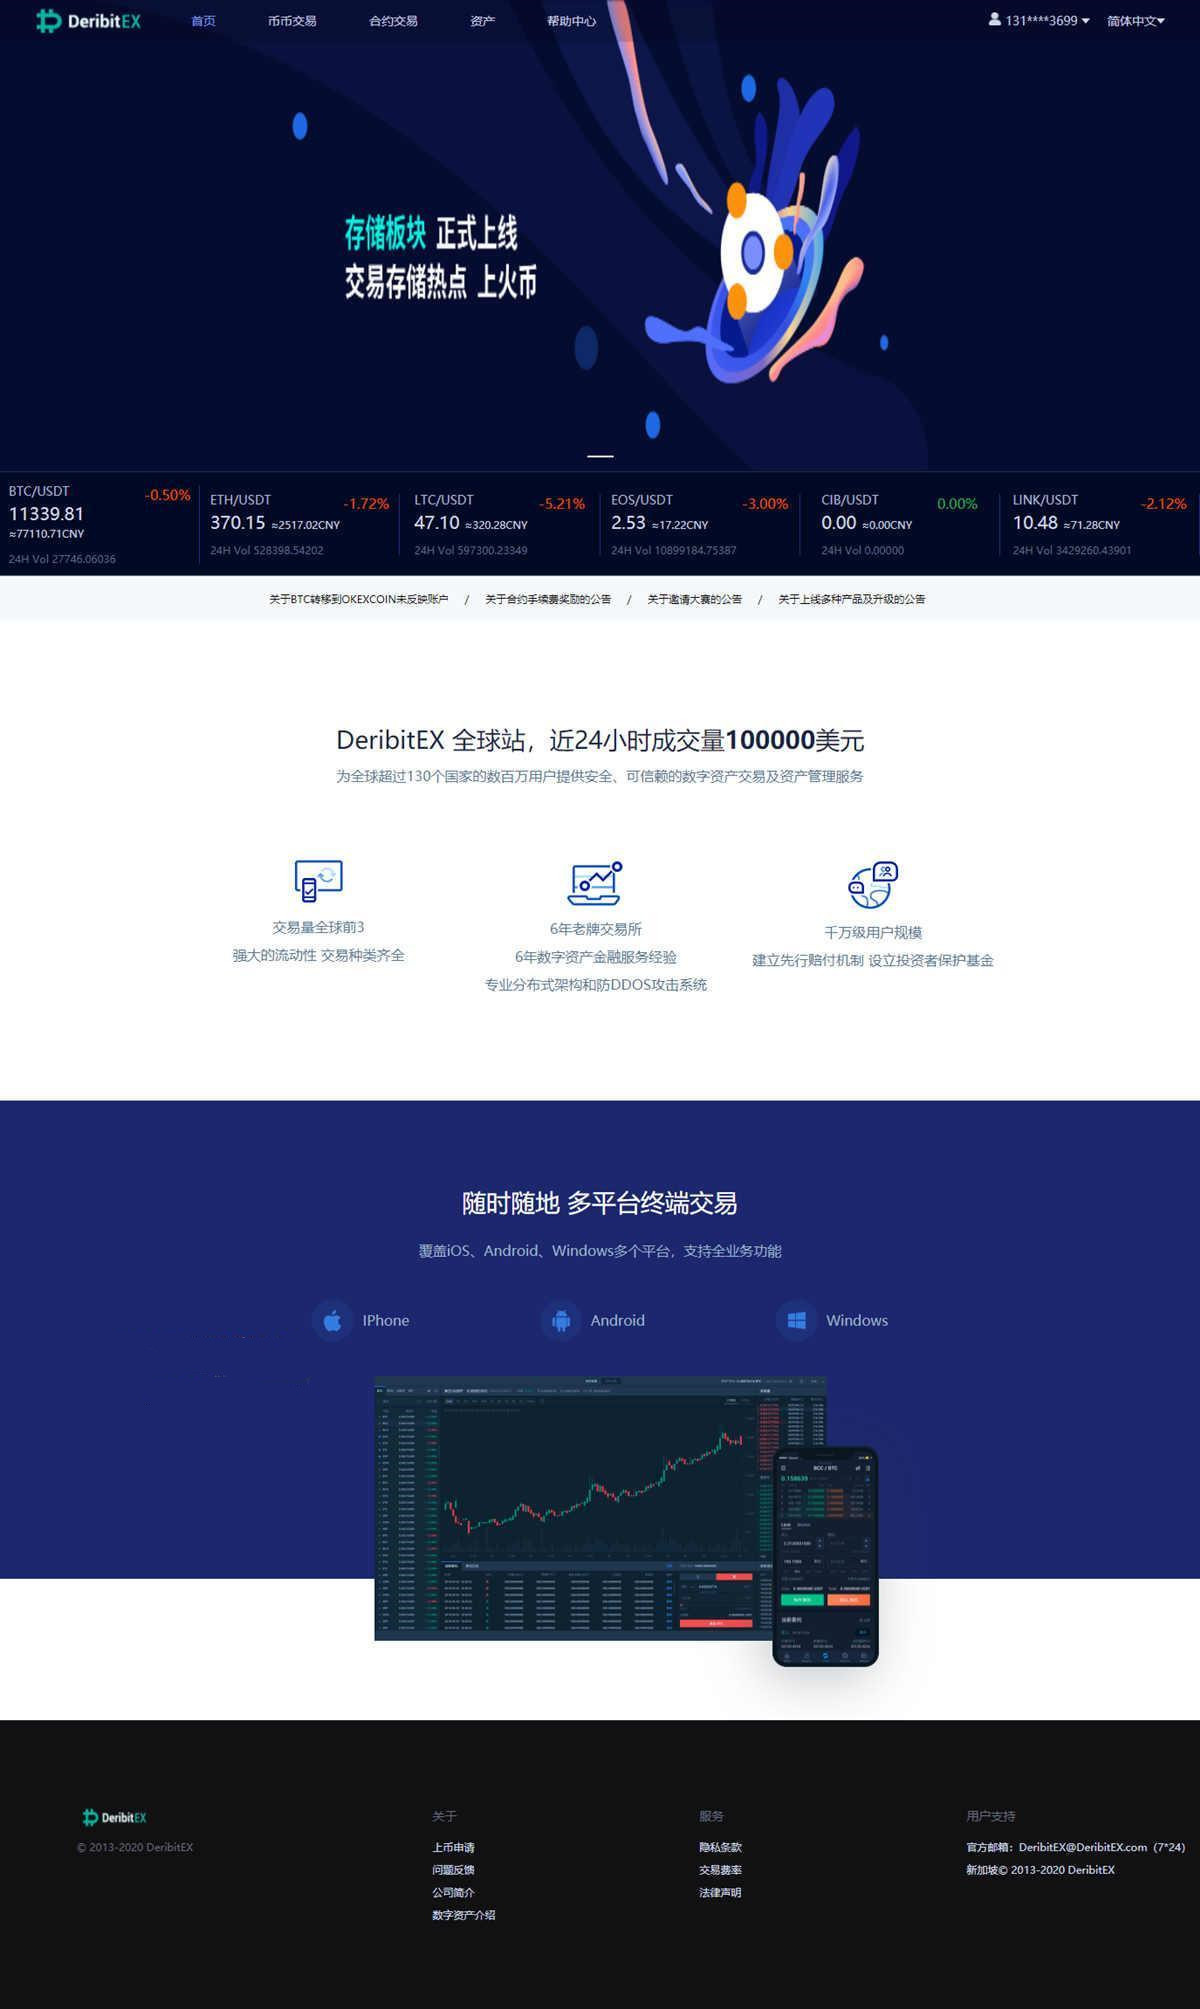 DeribitEX
首页
币币交易
合约交易
资产
帮助中心
131****3699
简体中文
存储板块 正式上线
交易存储热点 上火币
BTC/USDT
-0.50%
11339.81
≈77110.71CNY
24H Vol 27746.06036
ETH/USDT
-1.72%
370.15 ≈2517.02CNY
24H Vol 528398.54202
LTC/USDT
-5.21%
47.10 ≈320.28CNY
24H Vol 597300.23349
EOS/USDT
-3.00%
2.53 ≈17.22CNY
24H Vol 10899184.75387
CIB/USDT
0.00%
0.00 ≈0.00CNY
24H Vol 0.00000
LINK/USDT
-2.12%
10.48 ≈71.28CNY
24H Vol 3429260.43901
关于BTC转移到OKEXCOIN未反映账户 / 关于合约手续费奖励的公告 / 关于邀请大赛的公告 / 关于上线多种产品及升级的公告
DeribitEX 全球站，近24小时成交量100000美元
为全球超过130个国家的数百万用户提供安全、可信赖的数字资产交易及资产管理服务
交易量全球前3
强大的流动性 交易种类齐全
6年老牌交易所
6年数字资产金融服务经验
专业分布式架构和防DDOS攻击系统
千万级用户规模
建立先行赔付机制 设立投资者保护基金
随时随地 多平台终端交易
覆盖iOS、Android、Windows多个平台，支持全业务功能
IPhone
Android
Windows
BCC / BTC
0.158639
BUY BCC
SELL BCC
DeribitEX
© 2013-2020 DeribitEX
关于
上币申请
问题反馈
公司简介
数字资产介绍
服务
隐私条款
交易费率
法律声明
用户支持
官方邮箱：DeribitEX@DeribitEX.com（7*24）
新加坡© 2013-2020 DeribitEX